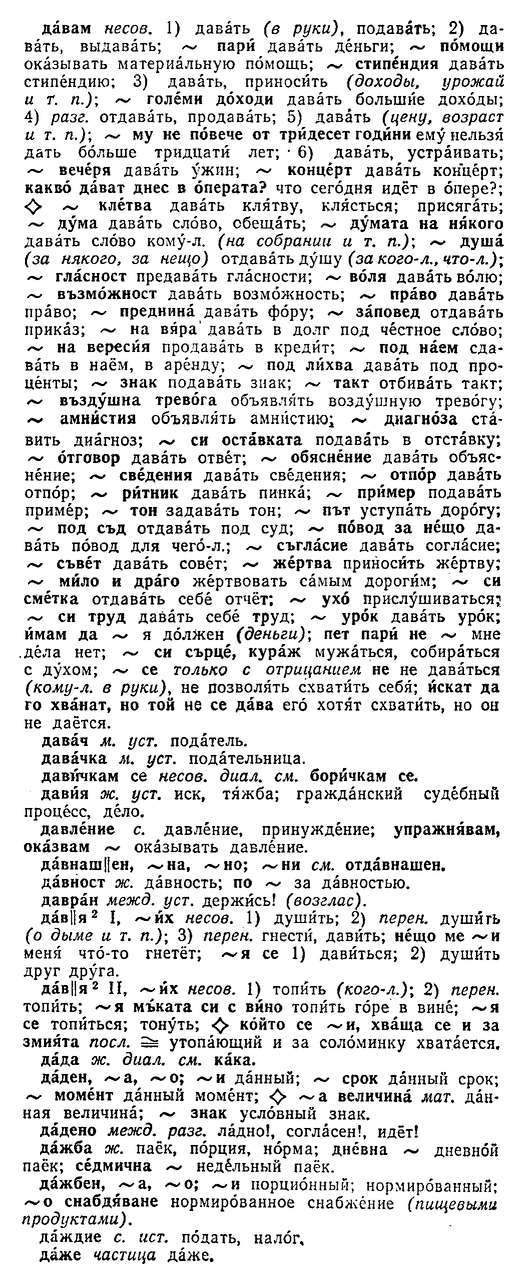 да́вам несов. 1) дава́ть (в руки), подава́ть; 2) да-
ва́ть, выдава́ть; ~ пари́ дава́ть де́ньги; ~ по́мощи
ока́зывать материа́льную по́мощь; ~ стипе́ндия дава́ть
стипе́ндию; 3) дава́ть, приноси́ть (доходы, урожай
и т. п.); ~ голе́ми до́ходи дава́ть больши́е дохо́ды;
4) разг. отдава́ть, продава́ть; 5) дава́ть (цену, возраст
и т. п.); ~ му не по́вече от три́десет годи́ни ему́ нельзя́
дать бо́льше тридцати́ лет; 6) дава́ть, устра́ивать;
~ вече́ря дава́ть у́жин; ~ конце́рт дава́ть конце́рт;
какво́ да́ват днес в о́перата? что сего́дня идёт в о́пере?;
◇ ~ кле́тва дава́ть кля́тву, кля́сться; присяга́ть;
~ ду́ма дава́ть сло́во, обеща́ть; ~ ду́мата на ня́кого
дава́ть сло́во кому́-л. (на собрании и т. п.); ~ душа́
(за някого, за нещо) отдава́ть ду́шу (за кого-л., что-л.);
~ гла́сност предава́ть гла́сности; ~ во́ля дава́ть во́лю;
~ възмо́жност дава́ть возмо́жность; ~ пра́во дава́ть
пра́во; ~ преднина́ дава́ть фо́ру; ~ за́повед отдава́ть
прика́з; ~ на вя́ра дава́ть в долг под че́стное сло́во;
~ на вереси́я продава́ть в креди́т; ~ под на́ем сда-
ва́ть в наём, в аре́нду; ~ под ли́хва дава́ть под про-
це́нты; ~ знак подава́ть знак; ~ такт отбива́ть такт;
~ възду́шна трево́га объявля́ть возду́шную трево́гу;
~ амни́стия объявля́ть амни́стию; ~ диагно́за ста́-
вить диа́гноз; ~ си оста́вката подава́ть в отста́вку;
~ о́тговор дава́ть отве́т; ~ обясне́ние дава́ть объяс-
не́ние; ~ све́дения дава́ть све́дения; ~ отпо́р дава́ть
отпо́р; ~ ри́тник дава́ть пинка́; ~ приме́р подава́ть
приме́р; ~ тон задава́ть тон; ~ път уступа́ть доро́гу;
~ под съд отдава́ть под суд; ~ по́вод за не́що да-
ва́ть по́вод для чего́-л.; ~ съгла́сие дава́ть согла́сие;
~ съве́т дава́ть сове́т; ~ же́ртва приноси́ть же́ртву;
~ ми́ло и дра́го же́ртвовать са́мым дороги́м; ~ си
сме́тка отдава́ть себе́ отчёт; ~ ухо́ прислу́шиваться;
~ си труд дава́ть себе́ труд; ~ уро́к дава́ть уро́к;
и́мам да ~ я до́лжен (деньги); пет пари́ не ~ мне
де́ла нет; ~ си сърце́, кура́ж мужа́ться, собира́ться
с ду́хом; ~ се только с отрицанием не не дава́ться
(кому-л. в руки), не позволя́ть схвати́ть себя́; и́скат да
го хва́нат, но той не се да́ва его́ хотя́т схвати́ть, но он
не даётся.
дава́ч м. уст. пода́тель.
дава́чка м. уст. пода́тельница.
дави́чкам се несов. диал. см. бори́чкам се.
дави́я ж. уст. иск, тя́жба; гражда́нский суде́бный
проце́сс, де́ло.
давле́ние с. давле́ние, принужде́ние; упражня́вам,
ока́звам ~ ока́зывать давле́ние.
да́внаш||ен, ~на, ~но; ~ни см. отда́внашен.
да́вност ж. да́вность; по ~ за да́вностью.
давра́н межд. уст. держи́сь! (возглас).
да́в||я ² I, ~их несов. 1) души́ть; 2) перен. души́ть
(о дыме и т. п.); 3) перен. гнести́, дави́ть; не́що ме ~и
меня́ что́-то гнетёт; ~я се 1) дави́ться; 2) души́ть
друг дру́га.
да́в||я ² II, ~их несов. 1) топи́ть (кого-л.); 2) перен.
топи́ть; ~я мъ́ката си с ви́но топи́ть го́ре в вине́; ~я
се топи́ться; тону́ть; ◇ ко́йто се ~и, хва́ща се и за
змия́та посл. ≅ утопа́ющий и за соло́минку хвата́ется.
да́да ж. диал. см. ка́ка.
да́ден, ~а, ~о; ~и да́нный; ~ срок да́нный срок;
~ моме́нт да́нный моме́нт; ◇ ~а величина́ мат. да́н-
ная величина́; ~ знак усло́вный знак.
да́дено межд. разг. ла́дно!, согла́сен!, идёт!
да́жба ж. паёк, по́рция, но́рма; дне́вна ~ дневно́й
паёк; се́дмична ~ неде́льный паёк.
да́жбен, ~а, ~о; ~и порцио́нный; норми́рованный;
~о снабдя́ване норми́рованное снабже́ние (пищевыми
продуктами).
да́ждие с. ист. по́дать, нало́г.
да́же частица да́же.